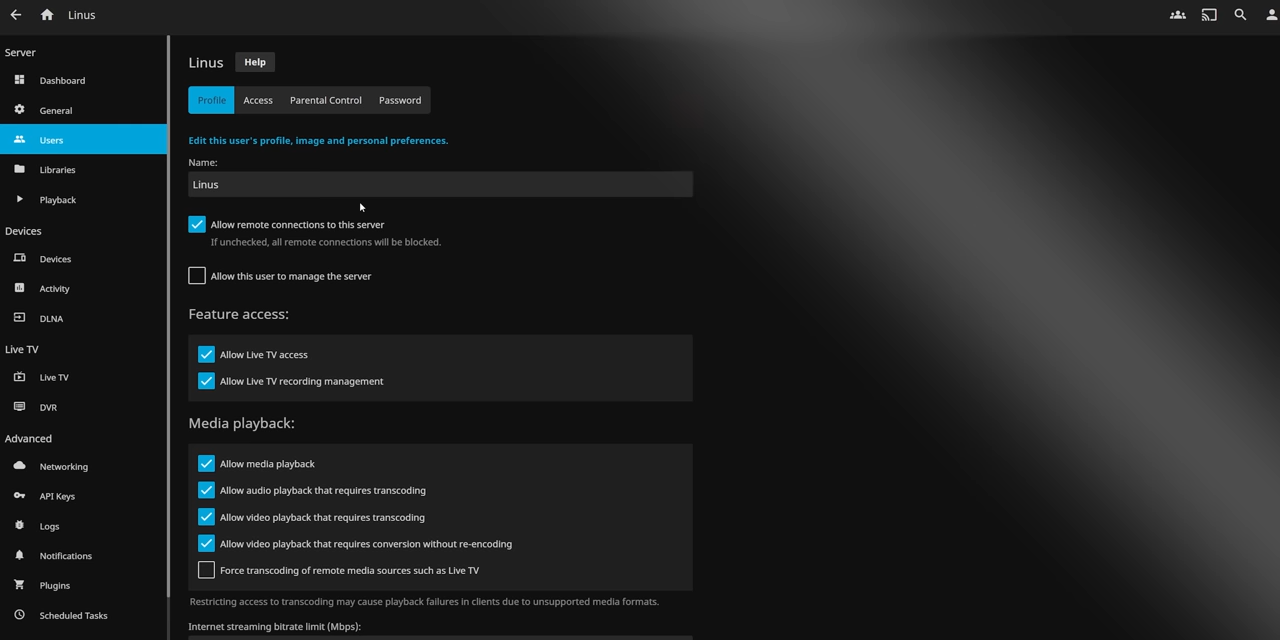 Linus
Server
Dashboard
General
Users
Libraries
Playback
Devices
Devices
Activity
DLNA
Live TV
Live TV
DVR
Advanced
Networking
API Keys
Logs
Notifications
Plugins
Scheduled Tasks
Linus Help
Profile Access Parental Control Password
Edit this user's profile, image and personal preferences.
Name:
Linus
Allow remote connections to this server
If unchecked, all remote connections will be blocked.
Allow this user to manage the server
Feature access:
Allow Live TV access
Allow Live TV recording management
Media playback:
Allow media playback
Allow audio playback that requires transcoding
Allow video playback that requires transcoding
Allow video playback that requires conversion without re-encoding
Force transcoding of remote media sources such as Live TV
Restricting access to transcoding may cause playback failures in clients due to unsupported media formats.
Internet streaming bitrate limit (Mbps):